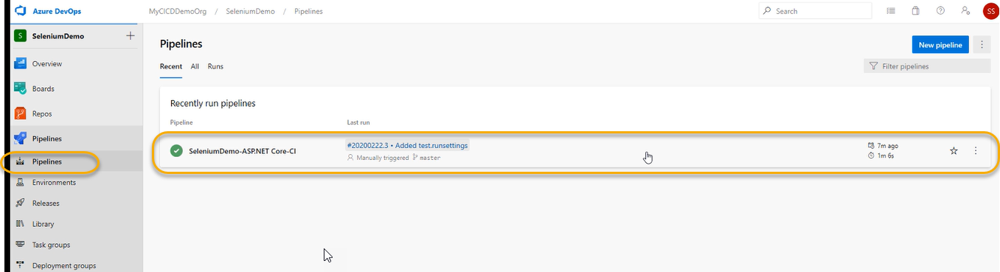 Azure DevOps MyCICDDemoOrg / SeleniumDemo / Pipelines Search SS
S SeleniumDemo +
Overview
Boards
Repos
Pipelines
Pipelines
Environments
Releases
Library
Task groups
Deployment groups
Pipelines New pipeline
Recent All Runs Filter pipelines
Recently run pipelines
Pipeline Last run
SeleniumDemo-ASP.NET Core-CI
#20200222.3 • Added test.runsettings
Manually triggered master
7m ago
1m 6s